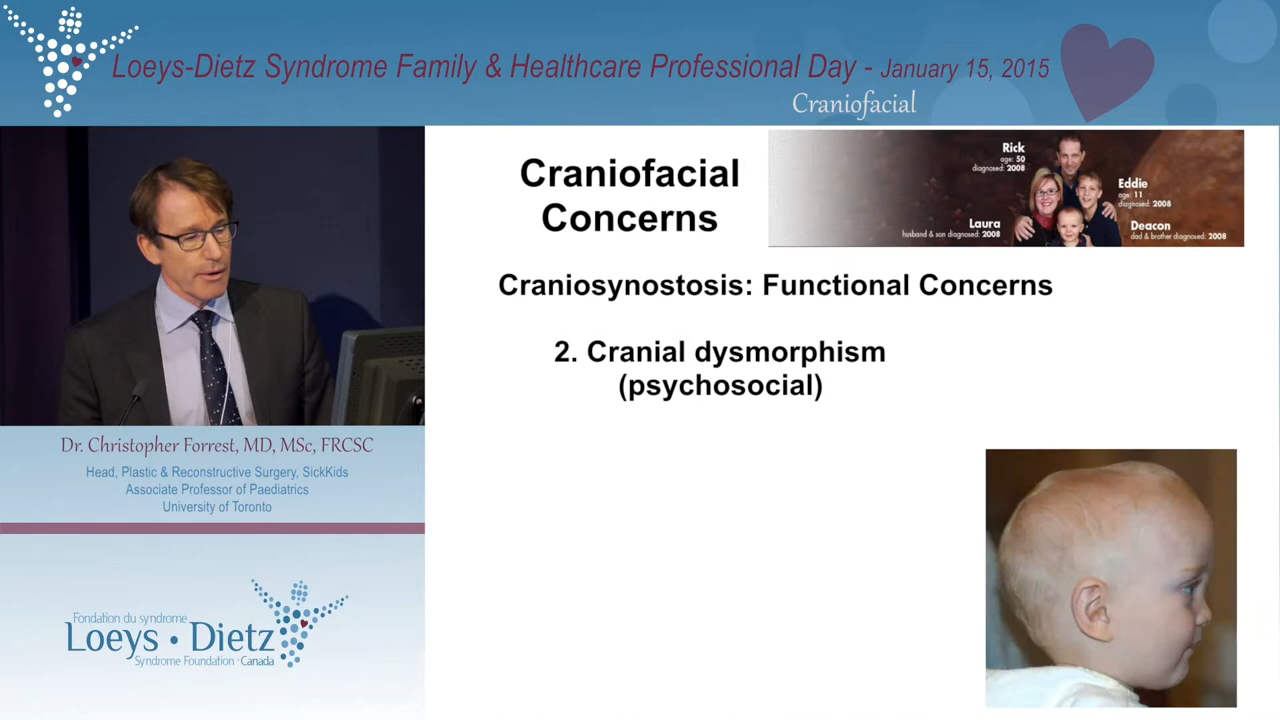 Loeys-Dietz Syndrome Family & Healthcare Professional Day - January 15, 2015
Craniofacial
Craniofacial
Concerns
Rick
age: 50
diagnosed: 2008
Eddie
age: 11
diagnosed: 2008
Laura
husband & son diagnosed: 2008
Deacon
dad & brother diagnosed: 2008
Craniosynostosis: Functional Concerns
2. Cranial dysmorphism
(psychosocial)
Dr. Christopher Forrest, MD, MSc, FRCSC
Head, Plastic & Reconstructive Surgery, SickKids
Associate Professor of Paediatrics
University of Toronto
Fondation du syndrome
Loeys • Dietz
Syndrome Foundation · Canada